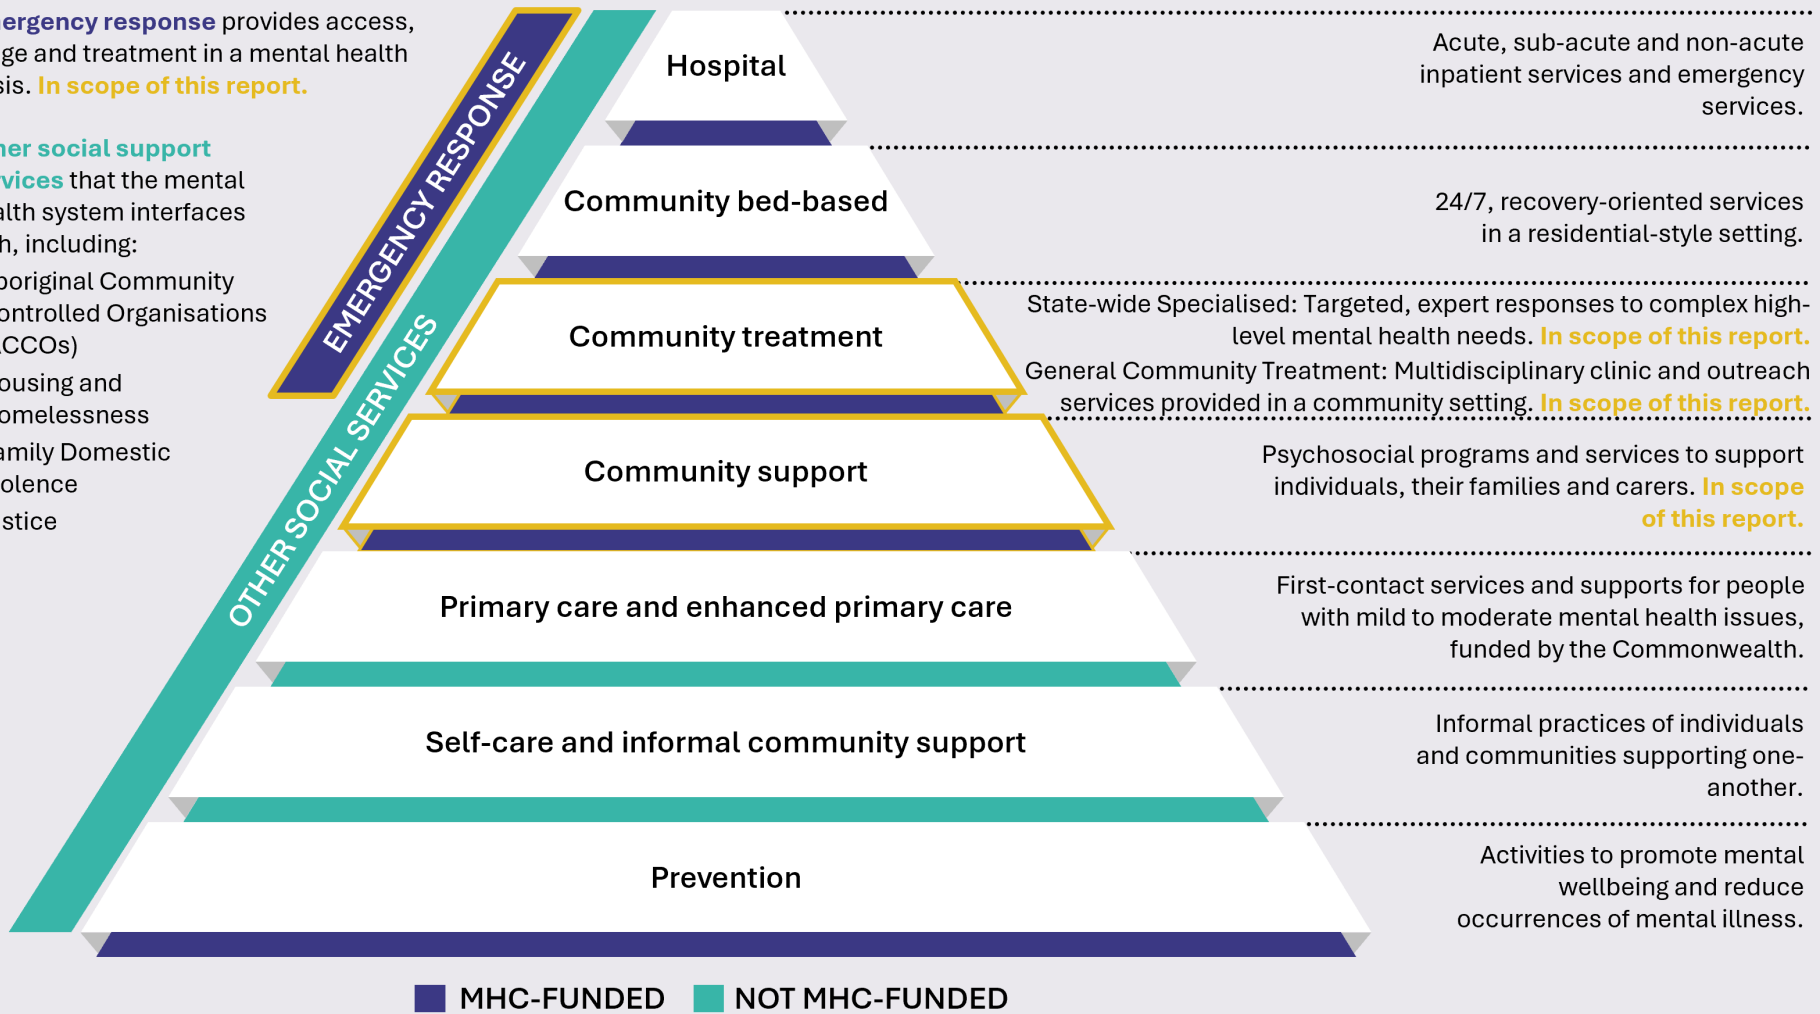 ergency response provides access,
ge and treatment in a mental health
sis. In scope of this report.
her social support
vices that the mental
alth system interfaces
h, including:
boriginal Community
ontrolled Organisations
CCOs)
ousing and
omelessness
amily Domestic
olence
stice
EMERGENCY RESPONSE
OTHER SOCIAL SERVICES
Hospital
Acute, sub-acute and non-acute
inpatient services and emergency
services.
Community bed-based
24/7, recovery-oriented services
in a residential-style setting.
Community treatment
State-wide Specialised: Targeted, expert responses to complex high-
level mental health needs. In scope of this report.
General Community Treatment: Multidisciplinary clinic and outreach
services provided in a community setting. In scope of this report.
Community support
Psychosocial programs and services to support
individuals, their families and carers. In scope
of this report.
Primary care and enhanced primary care
First-contact services and supports for people
with mild to moderate mental health issues,
funded by the Commonwealth.
Self-care and informal community support
Informal practices of individuals
and communities supporting one-
another.
Prevention
Activities to promote mental
wellbeing and reduce
occurrences of mental illness.
MHC-FUNDED
NOT MHC-FUNDED